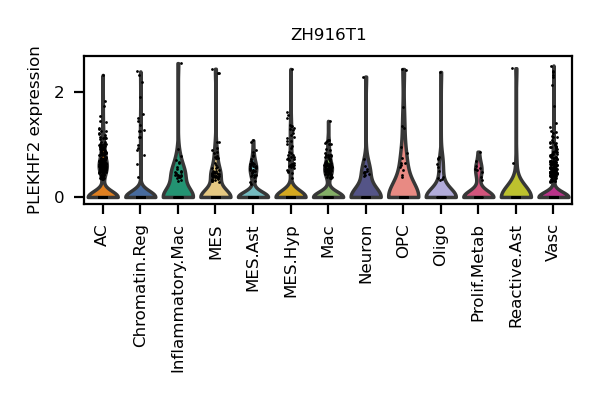 ZH916T1
PLEKHF2 expression
2
0
AC
Chromatin.Reg
Inflammatory.Mac
MES
MES.Ast
MES.Hyp
Mac
Neuron
OPC
Oligo
Prolif.Metab
Reactive.Ast
Vasc